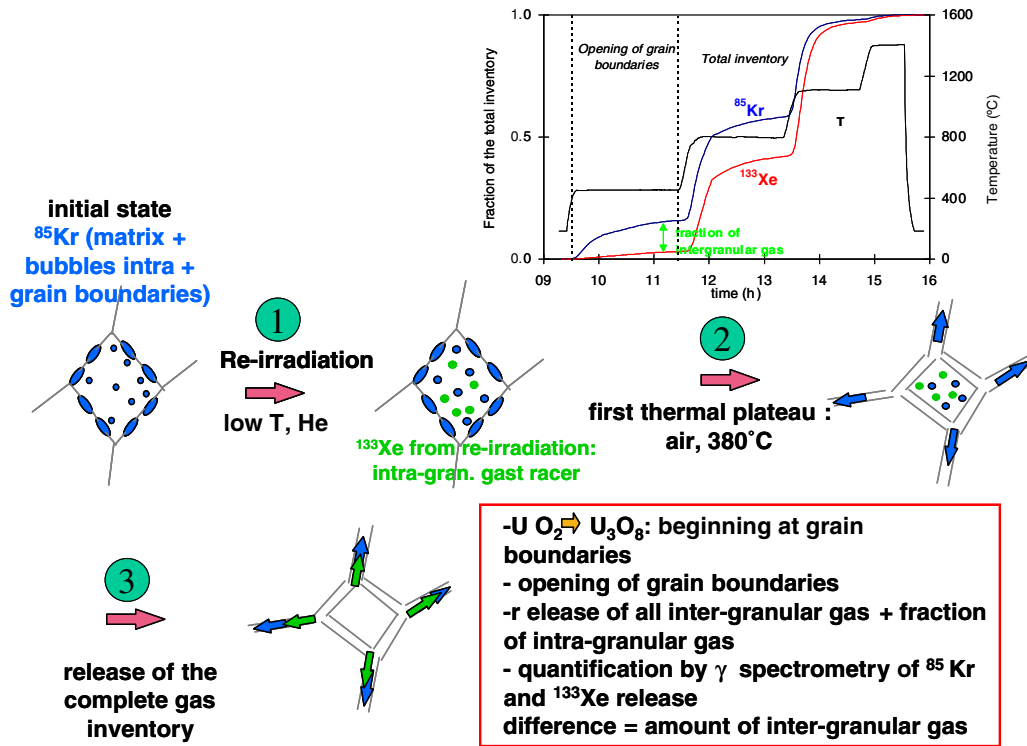 1.0
0.5
0.0
Fraction of the total inventory
Opening of grain
boundaries
Total inventory
⁸⁵Kr
T
¹³³Xe
fraction of
intergranular gas
1600
1200
800
400
0
Temperature (ºC)
09 10 11 12 13 14 15 16
time (h)
initial state
⁸⁵Kr (matrix +
bubbles intra +
grain boundaries)
1
Re-irradiation
low T, He
¹³³Xe from re-irradiation:
intra-gran. gast racer
2
first thermal plateau :
air, 380˚C
3
release of the
complete gas
inventory
-U O₂⇨ U₃O₈: beginning at grain
boundaries
- opening of grain boundaries
-r elease of all inter-granular gas + fraction
of intra-granular gas
- quantification by γ spectrometry of ⁸⁵ Kr
and ¹³³Xe release
difference = amount of inter-granular gas